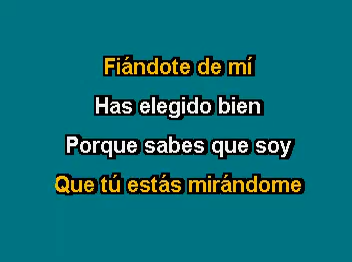 Fiándote de mí
Has elegido bien
Porque sabes que soy
Que tú estás mirándome